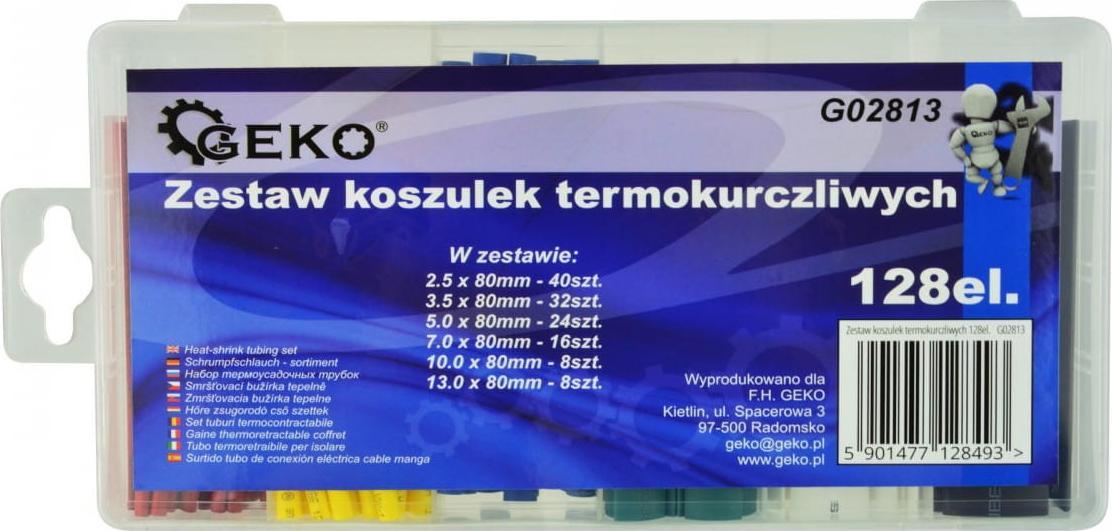 GEKO®
G02813
Zestaw koszulek termokurczliwych
W zestawie:
2.5 x 80mm - 40szt.
3.5 x 80mm - 32szt.
5.0 x 80mm - 24szt.
7.0 x 80mm - 16szt.
10.0 x 80mm - 8szt.
13.0 x 80mm - 8szt.
128el.
Heat-shrink tubing set
Schrumpfschlauch - sortiment
Набор термоусадочных трубок
Smršťovací bužírka tepelně
Zmršťovacia bužírka tepelne
Hőre zsugorodó cső szettek
Set tuburi termocontractabile
Gaine thermoretractable coffret
Tubo termoretraibile per isolare
Surtido tubo de conexión eléctrica cable manga
Wyprodukowano dla
F.H. GEKO
Kietlin, ul. Spacerowa 3
97-500 Radomsko
geko@geko.pl
www.geko.pl
Zestaw koszulek termokurczliwych 128el. G02813
5 901477 128493 >